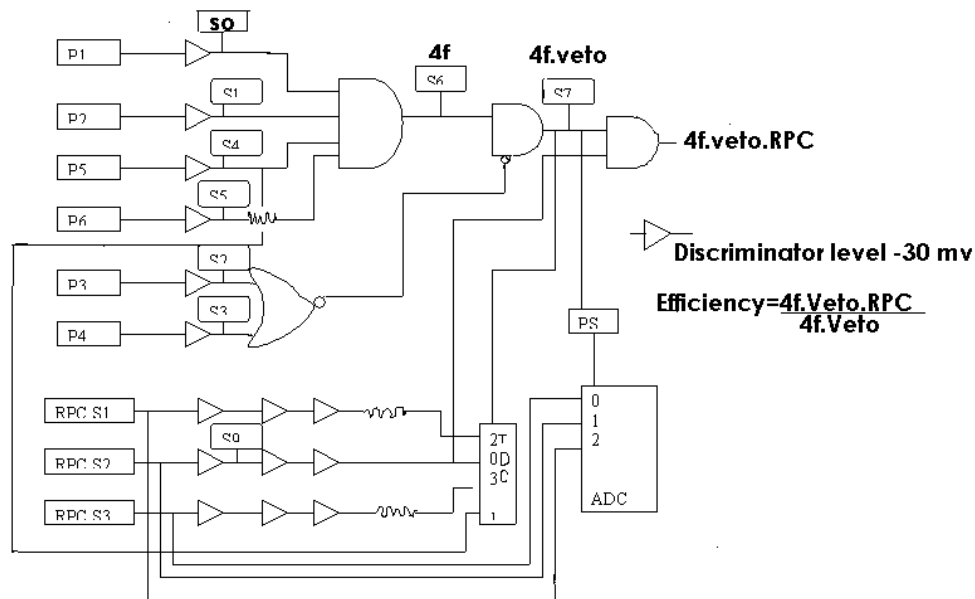 so
P1
4f
4f.veto
S6
S7
S1
P2
4f.veto.RPC
S4
P5
S5
P6
S2
P3
Discriminator level -30 mv
S3
P4
Efficiency=4f.Veto.RPC
4f.Veto
PS
RPC S1
0
1
2
S9
2T
RPC S2
0D
3C
ADC
RPC S3
1